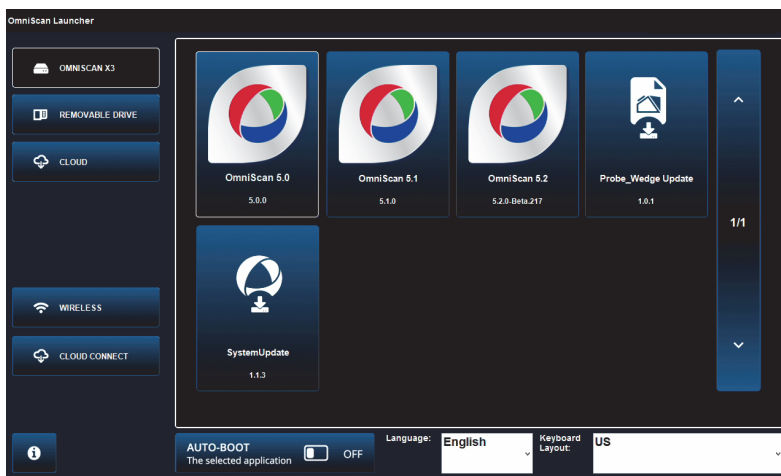 OmniScan Launcher
OMNISCAN X3
REMOVABLE DRIVE
CLOUD
WIRELESS
CLOUD CONNECT
OmniScan 5.0
5.0.0
OmniScan 5.1
5.1.0
OmniScan 5.2
5.2.0-Beta.217
Probe_Wedge Update
1.0.1
SystemUpdate
1.1.3
1/1
AUTO-BOOT
The selected application
OFF
Language:
English
Keyboard
Layout:
US